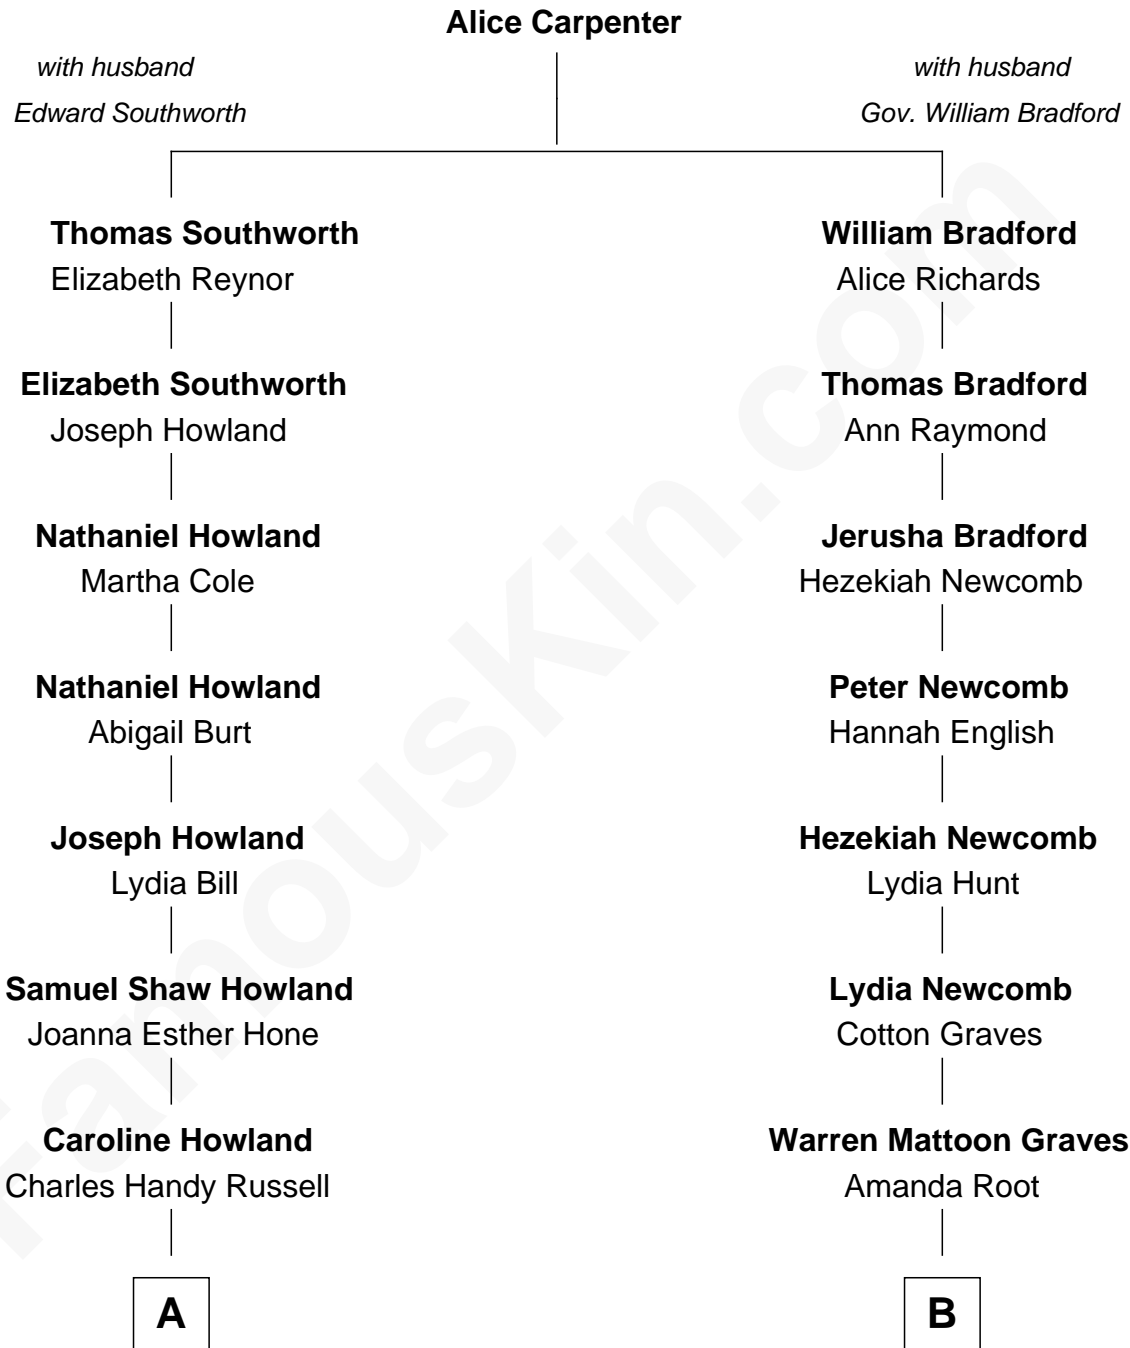 Alice Carpenter
with husband
Edward Southworth
with husband
Gov. William Bradford
Thomas Southworth
Elizabeth Reynor
William Bradford
Alice Richards
Elizabeth Southworth
Joseph Howland
Thomas Bradford
Ann Raymond
Nathaniel Howland
Martha Cole
Jerusha Bradford
Hezekiah Newcomb
Nathaniel Howland
Abigail Burt
Peter Newcomb
Hannah English
Joseph Howland
Lydia Bill
Hezekiah Newcomb
Lydia Hunt
Samuel Shaw Howland
Joanna Esther Hone
Lydia Newcomb
Cotton Graves
Caroline Howland
Charles Handy Russell
Warren Mattoon Graves
Amanda Root
A
B
FamousKin.com